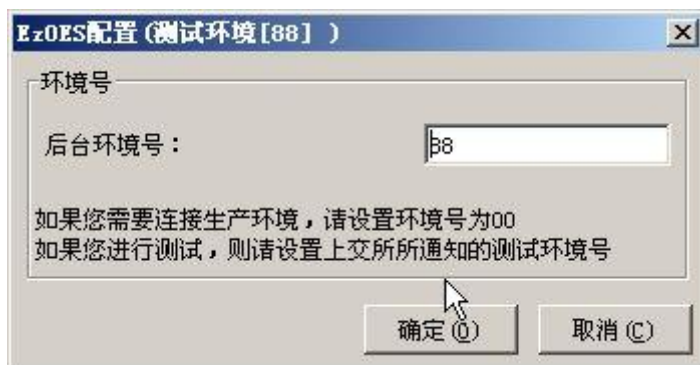 EzOES配置(测试环境[88] )
环境号
后台环境号：
88
如果您需要连接生产环境，请设置环境号为00
如果您进行测试，则请设置上交所所通知的测试环境号
确定(O)
取消(C)